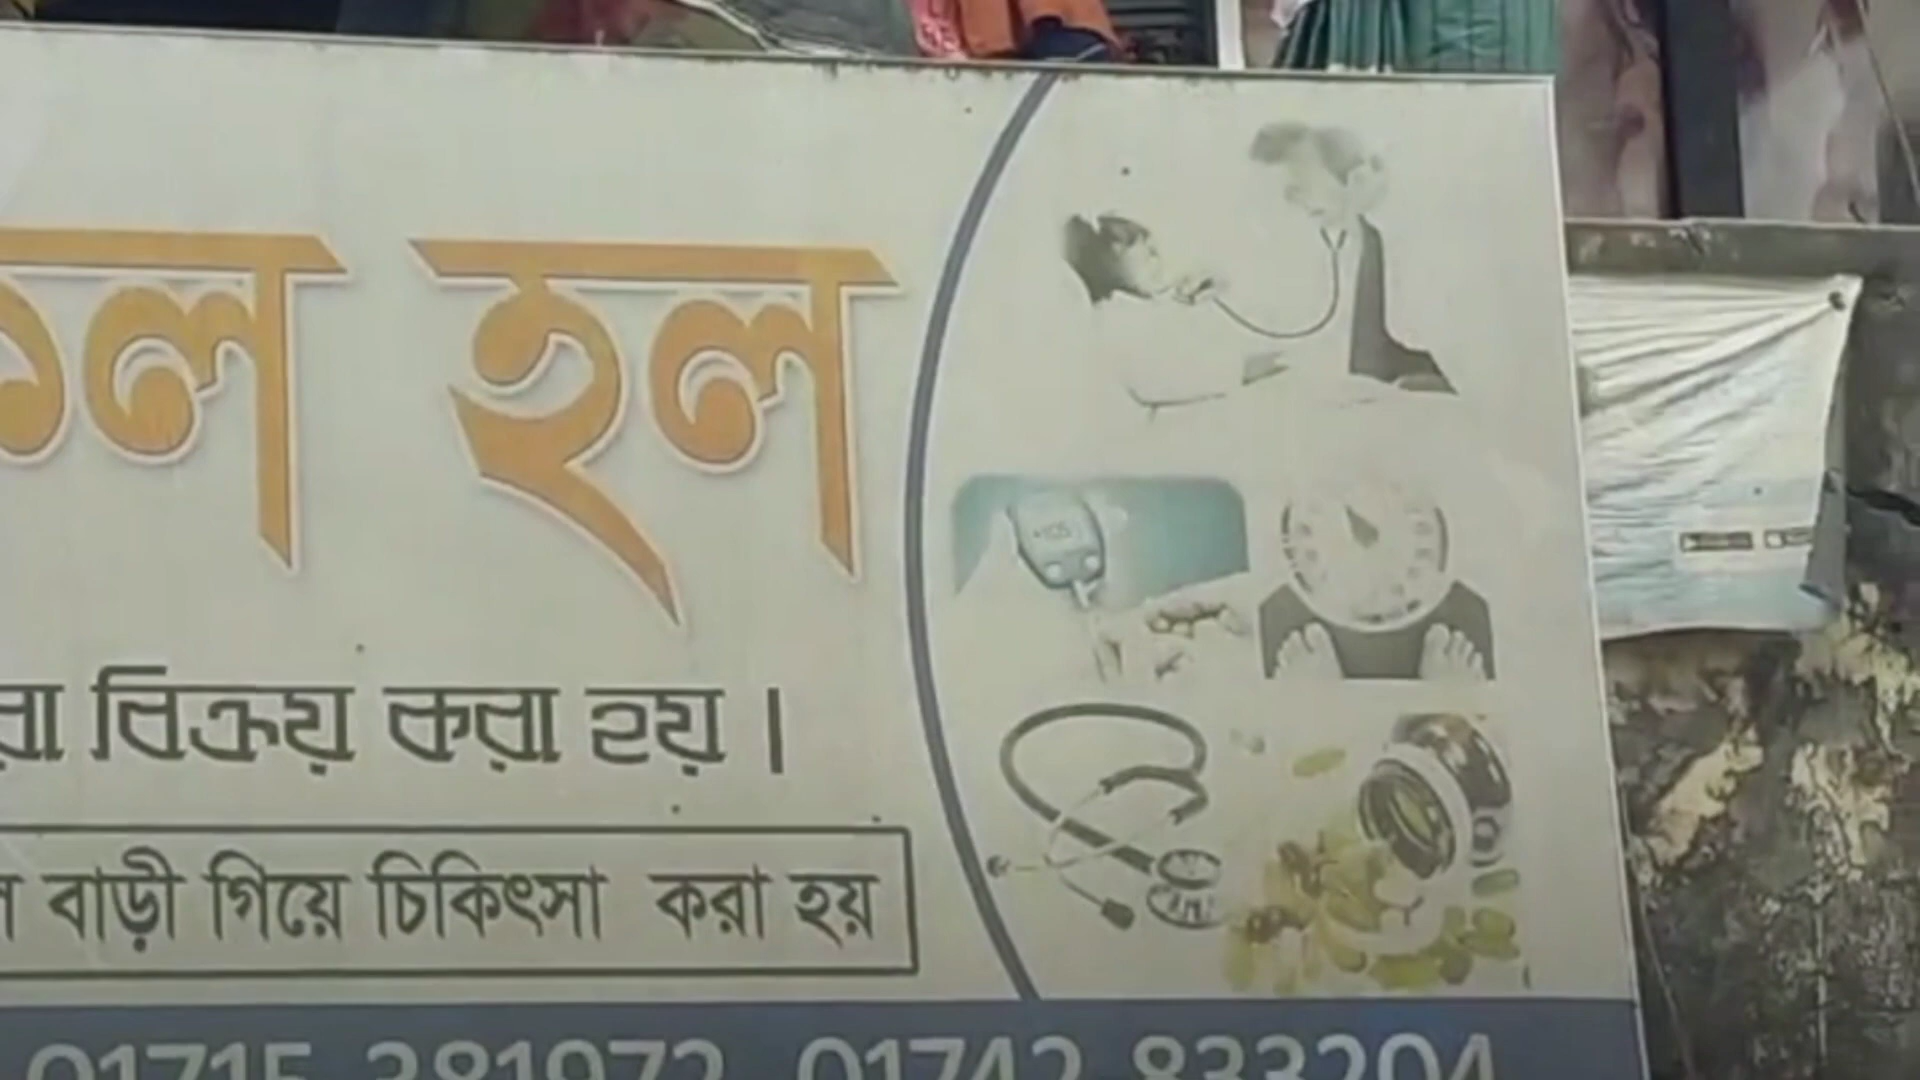 কেল হল
রা বিক্রয় করা হয়।
বাড়ী গিয়ে চিকিৎসা করা হয়
01715-381972, 01742-833204